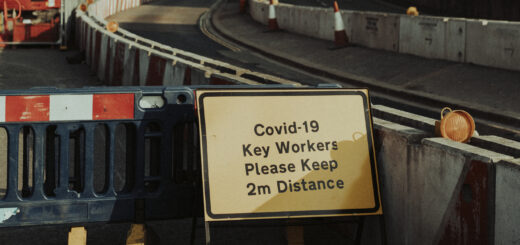 Covid-19
Key Workers
Please Keep
2m Distance